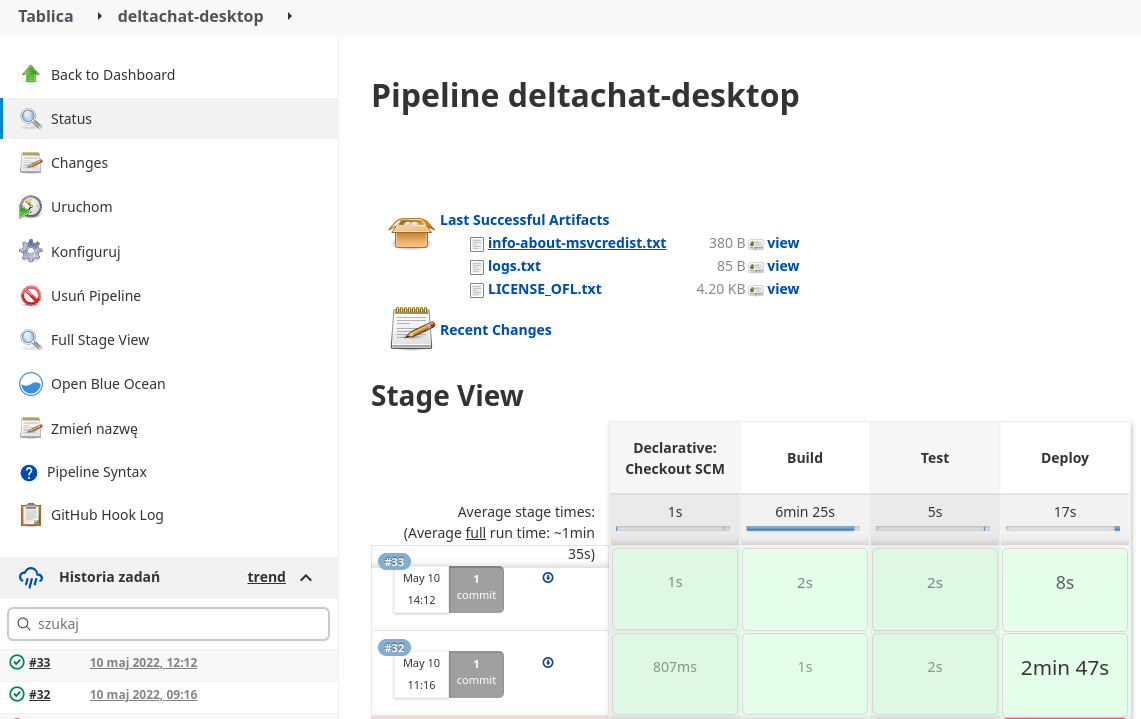 Tablica
deltachat-desktop
Back to Dashboard
Status
Changes
Uruchom
Konfiguruj
Usuń Pipeline
Full Stage View
Open Blue Ocean
Zmień nazwę
Pipeline Syntax
GitHub Hook Log
Historia zadań trend
szukaj
#33 10 maj 2022, 12:12
#32 10 maj 2022, 09:16
Pipeline deltachat-desktop
Last Successful Artifacts
info-about-msvcredist.txt 380 B view
logs.txt 85 B view
LICENSE_OFL.txt 4.20 KB view
Recent Changes
Stage View
Declarative: Checkout SCM
Build
Test
Deploy
Average stage times:
(Average full run time: ~1min
35s)
1s 6min 25s 5s 17s
#33
May 10
14:12
1
commit
1s 2s 2s 8s
#32
May 10
11:16
1
commit
807ms 1s 2s 2min 47s